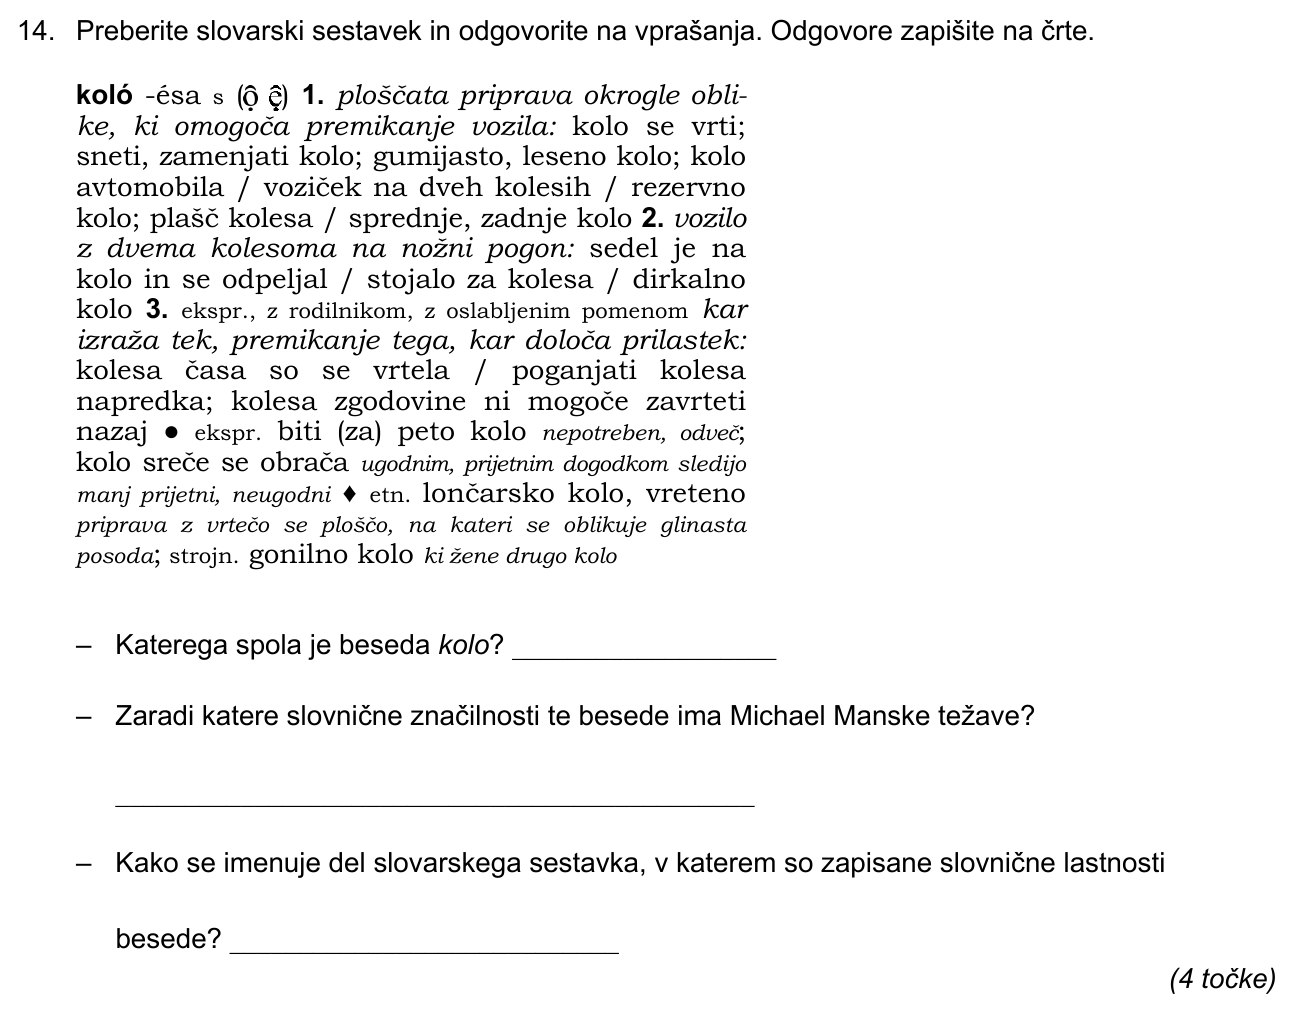 14. Preberite slovarski sestavek in odgovorite na vprašanja. Odgovore zapišite na črte.
koló -ésa s (ọ̑ ẹ̑) 1. ploščata priprava okrogle obli-
ke, ki omogoča premikanje vozila: kolo se vrti;
sneti, zamenjati kolo; gumijasto, leseno kolo; kolo
avtomobila / voziček na dveh kolesih / rezervno
kolo; plašč kolesa / sprednje, zadnje kolo 2. vozilo
z dvema kolesoma na nožni pogon: sedel je na
kolo in se odpeljal / stojalo za kolesa / dirkalno
kolo 3. ekspr., z rodilnikom, z oslabljenim pomenom kar
izraža tek, premikanje tega, kar določa prilastek:
kolesa časa so se vrtela / poganjati kolesa
napredka; kolesa zgodovine ni mogoče zavrteti
nazaj ● ekspr. biti (za) peto kolo nepotreben, odveč;
kolo sreče se obrača ugodnim, prijetnim dogodkom sledijo
manj prijetni, neugodni ♦ etn. lončarsko kolo, vreteno
priprava z vrtečo se ploščo, na kateri se oblikuje glinasta
posoda; strojn. gonilno kolo ki žene drugo kolo
– Katerega spola je beseda kolo? ___________________
– Zaradi katere slovnične značilnosti te besede ima Michael Manske težave?
– Kako se imenuje del slovarskega sestavka, v katerem so zapisane slovnične lastnosti
besede? ____________________________
(4 točke)